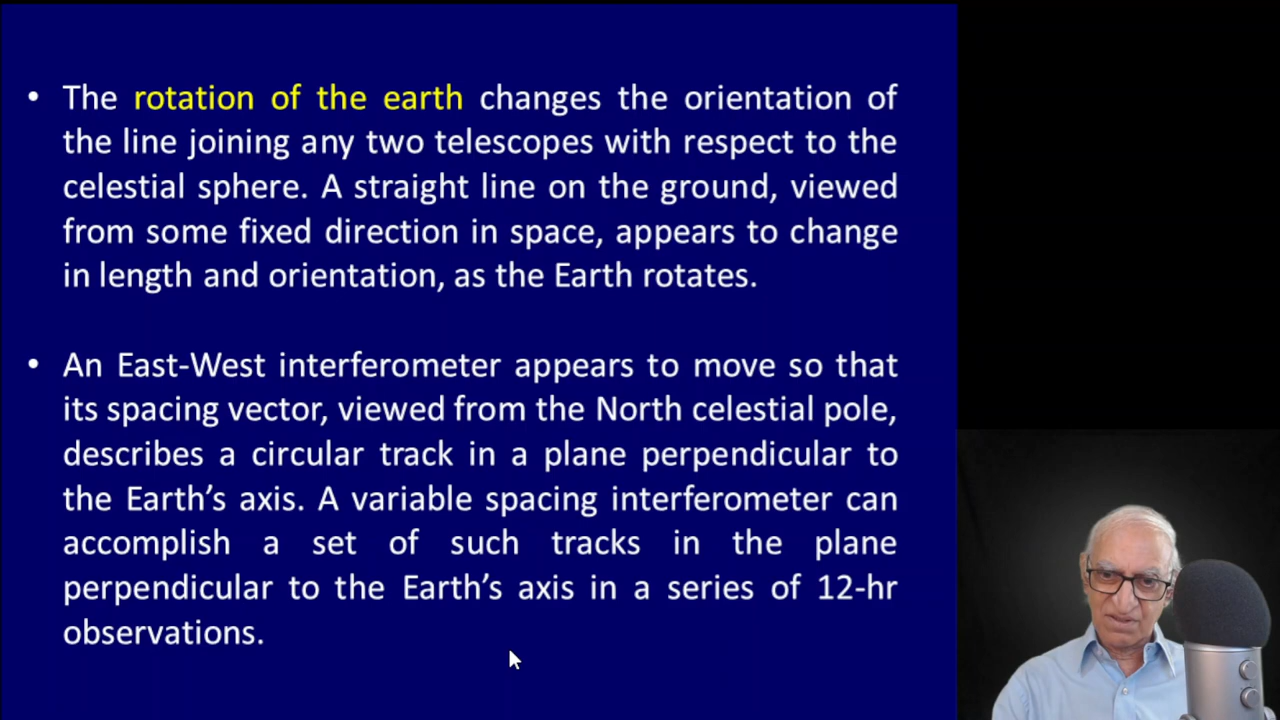 • The rotation of the earth changes the orientation of
the line joining any two telescopes with respect to the
celestial sphere. A straight line on the ground, viewed
from some fixed direction in space, appears to change
in length and orientation, as the Earth rotates.
• An East-West interferometer appears to move so that
its spacing vector, viewed from the North celestial pole,
describes a circular track in a plane perpendicular to
the Earth’s axis. A variable spacing interferometer can
accomplish a set of such tracks in the plane
perpendicular to the Earth’s axis in a series of 12-hr
observations.